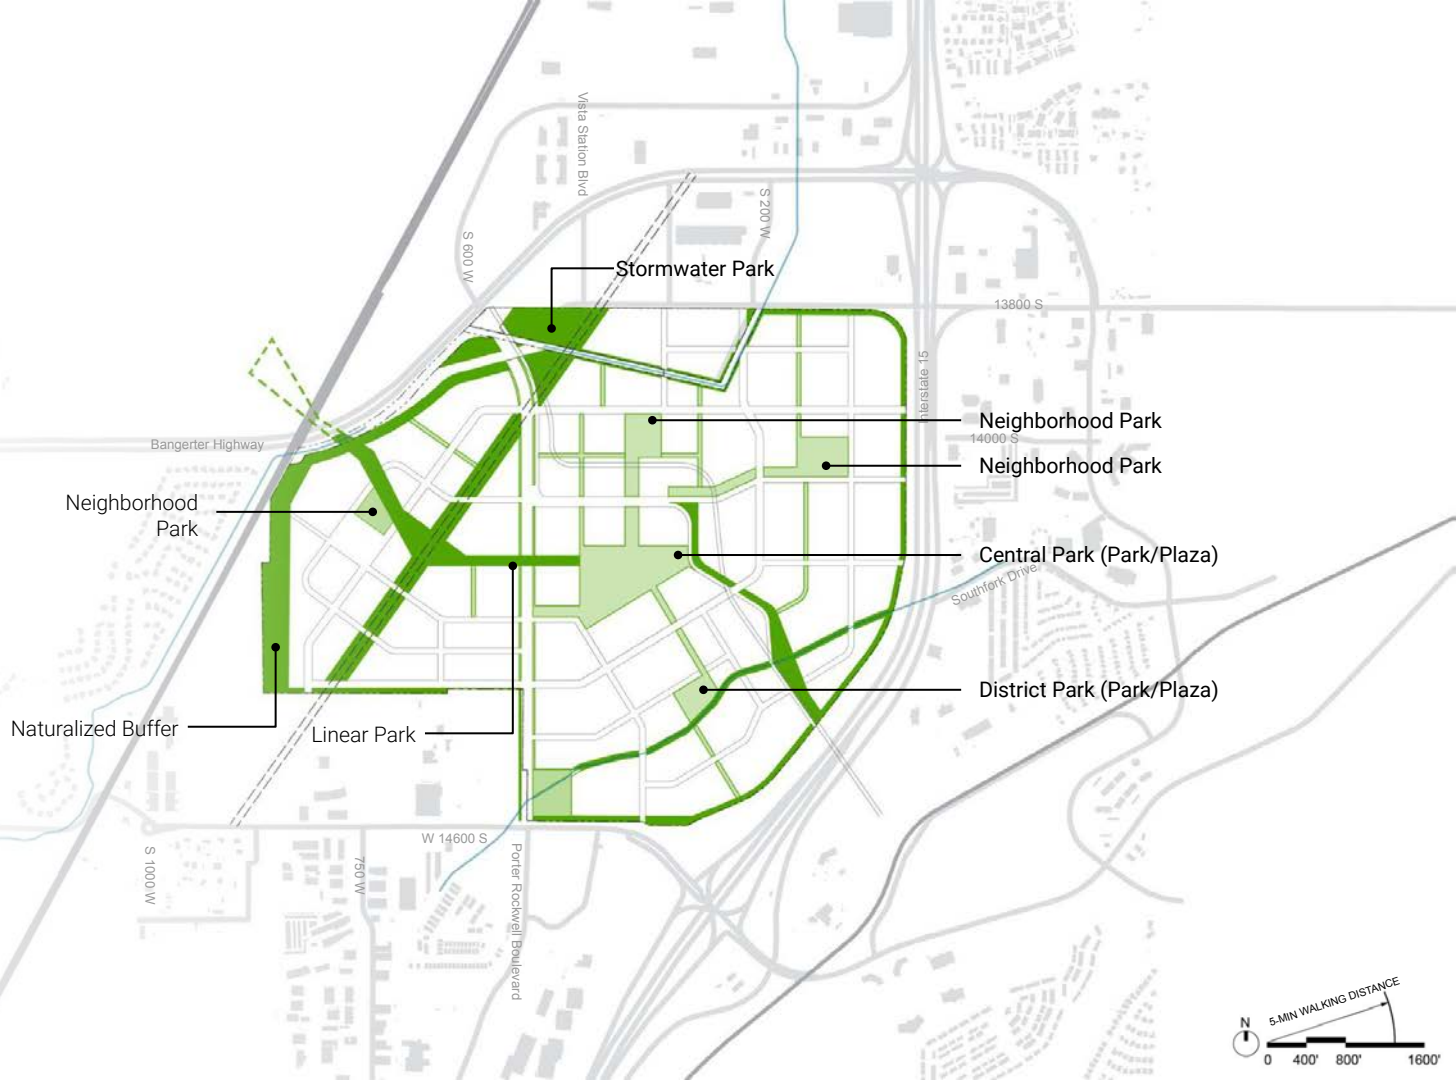 Vista Station Blvd
S 200 W
S 600 W
Stormwater Park
13800 S
Interstate 15
Neighborhood Park
14000 S
Bangerter Highway
Neighborhood Park
Neighborhood
Park
Central Park (Park/Plaza)
Southfork Drive
District Park (Park/Plaza)
Naturalized Buffer
Linear Park
W 14600 S
S 1000 W
750 W
Porter Rockwell Boulevard
5-MIN WALKING DISTANCE
N
0 400' 800' 1600'